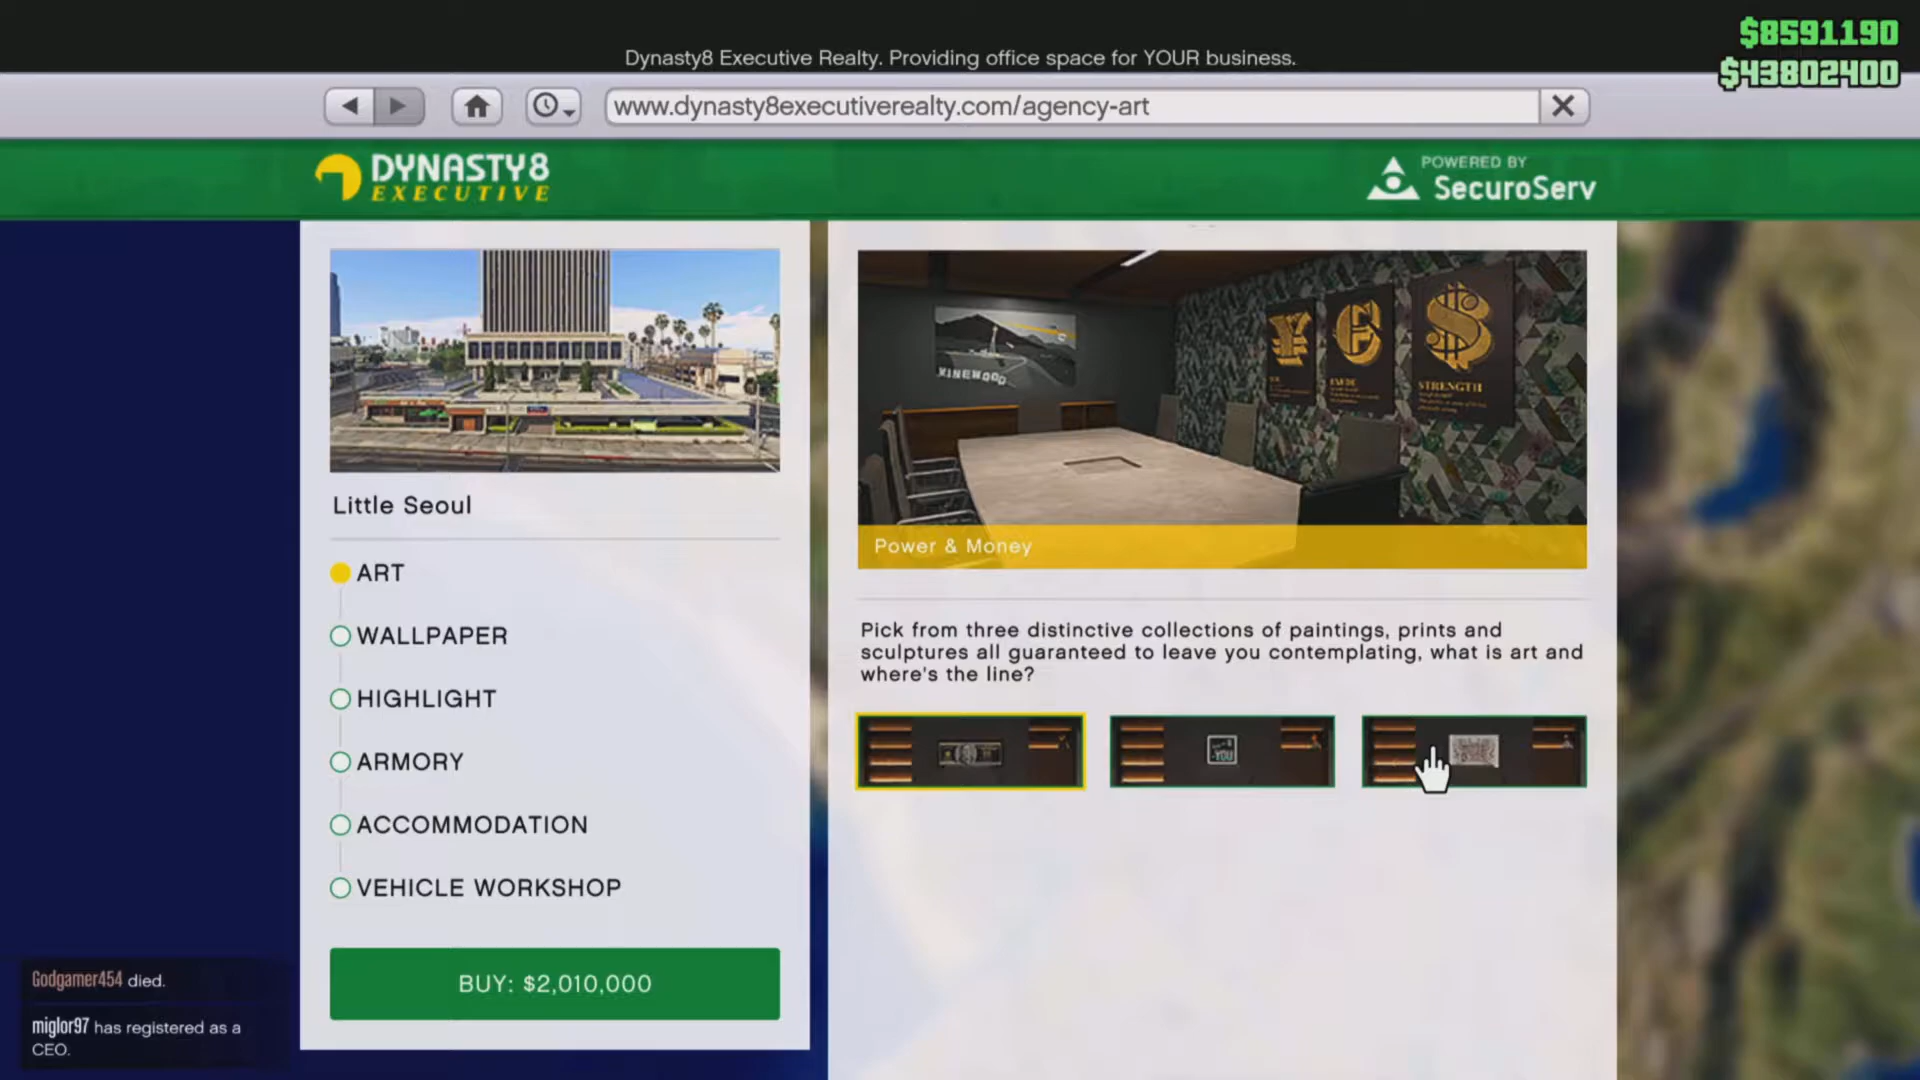 $8591190
$43802400
Dynasty8 Executive Realty. Providing office space for YOUR business.
www.dynasty8executiverealty.com/agency-art
DYNASTY8
EXECUTIVE
POWERED BY
SecuroServ
Little Seoul
ART
WALLPAPER
HIGHLIGHT
ARMORY
ACCOMMODATION
VEHICLE WORKSHOP
BUY: $2,010,000
VINEWOOD
STRENGTH
Power & Money
Pick from three distinctive collections of paintings, prints and
sculptures all guaranteed to leave you contemplating, what is art and
where's the line?
YOU
Godgamer454 died.
miglor97 has registered as a
CEO.